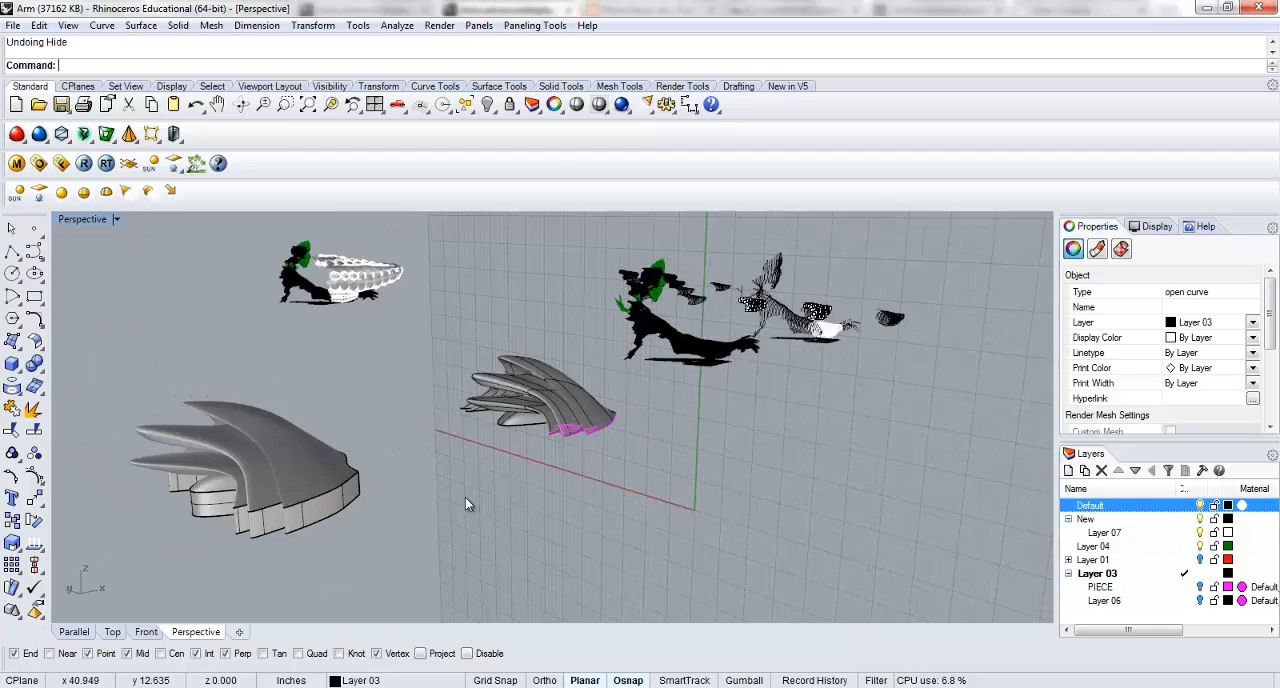 Arm (37162 KB) - Rhinoceros Educational (64-bit) - [Perspective]
File Edit View Curve Surface Solid Mesh Dimension Transform Tools Analyze Render Panels Paneling Tools Help
Undoing Hide
Command:
Standard CPlanes Set View Display Select Viewport Layout Visibility Transform Curve Tools Surface Tools Solid Tools Mesh Tools Render Tools Drafting New in V5
M O R RT SUN
SUN
Perspective
Properties Display Help
Object
Type open curve
Name
Layer Layer 03
Display Color By Layer
Linetype By Layer
Print Color By Layer
Print Width By Layer
Hyperlink ...
Render Mesh Settings
Custom Mesh
Layers
Name Material
Default
New
Layer 07
Layer 04
Layer 01
Layer 03
PIECE Default
Layer 06 Default
z
y x
Parallel Top Front Perspective
End Near Point Mid Cen Int Perp Tan Quad Knot Vertex Project Disable
CPlane x 40.949 y 12.635 z 0.000 Inches Layer 03 Grid Snap Ortho Planar Osnap SmartTrack Gumball Record History Filter CPU use: 6.8 %